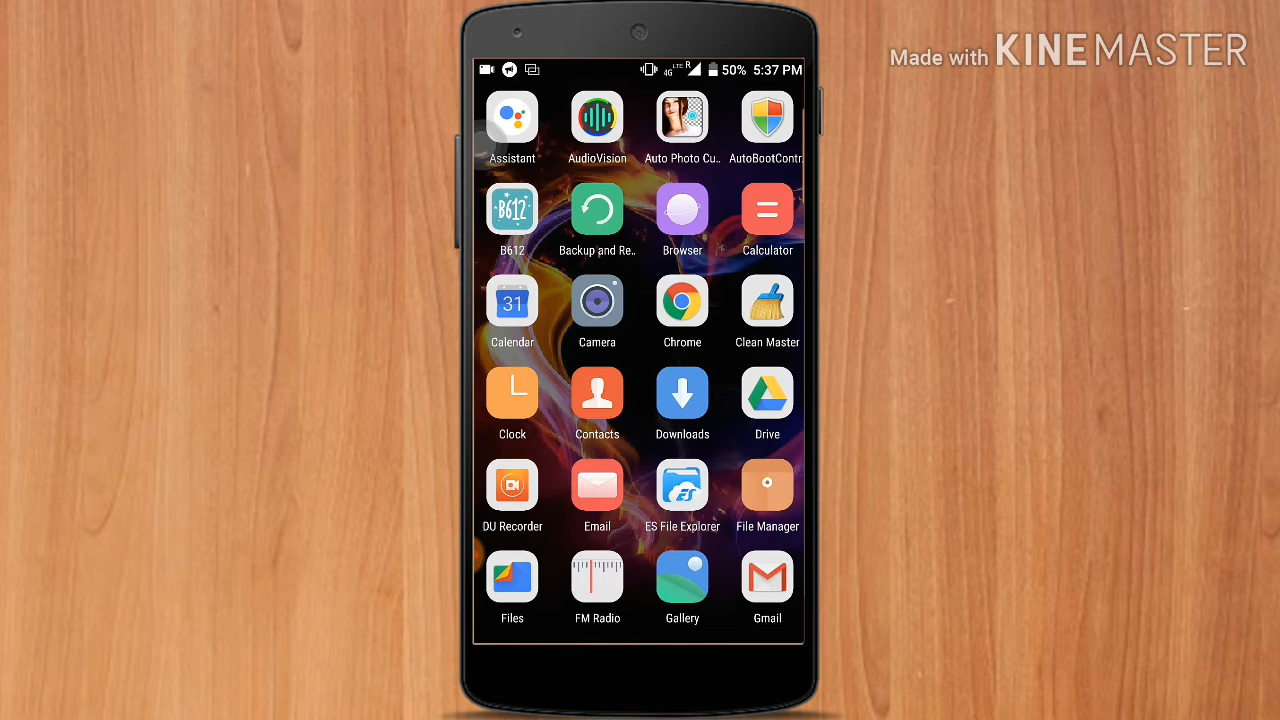 Made with KINEMASTER
4G LTE R 50% 5:37 PM
Assistant AudioVision Auto Photo Cu.. AutoBootContr
B612
B612 Backup and Re.. Browser Calculator
31
Calendar Camera Chrome Clean Master
Clock Contacts Downloads Drive
ES
DU Recorder Email ES File Explorer File Manager
Files FM Radio Gallery Gmail